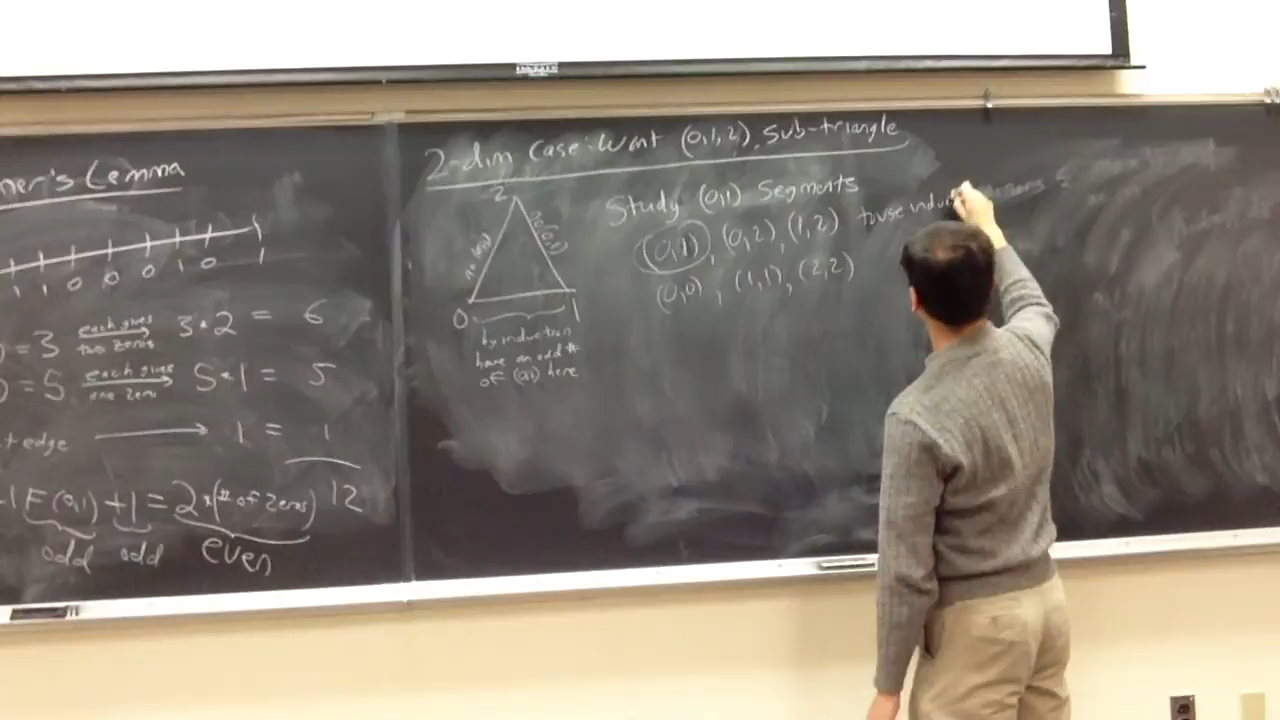 ner's Lemma
1 1 0 0 0 1 0 1
) = 3 each gives two zeros 3*2 = 6
) = 5 each gives one zero 5*1 = 5
t edge 1 = 1
F(0,1) + 1 = 2*(# of zeros) 12
odd odd even
2-dim Case: Want (0,1,2) Sub-triangle
2
no (0,1)
0 1
by induction
have an odd #
of (0,1) here
Study (0,1) Segments
(0,1), (0,2), (1,2) to use
(0,0), (1,1), (2,2)